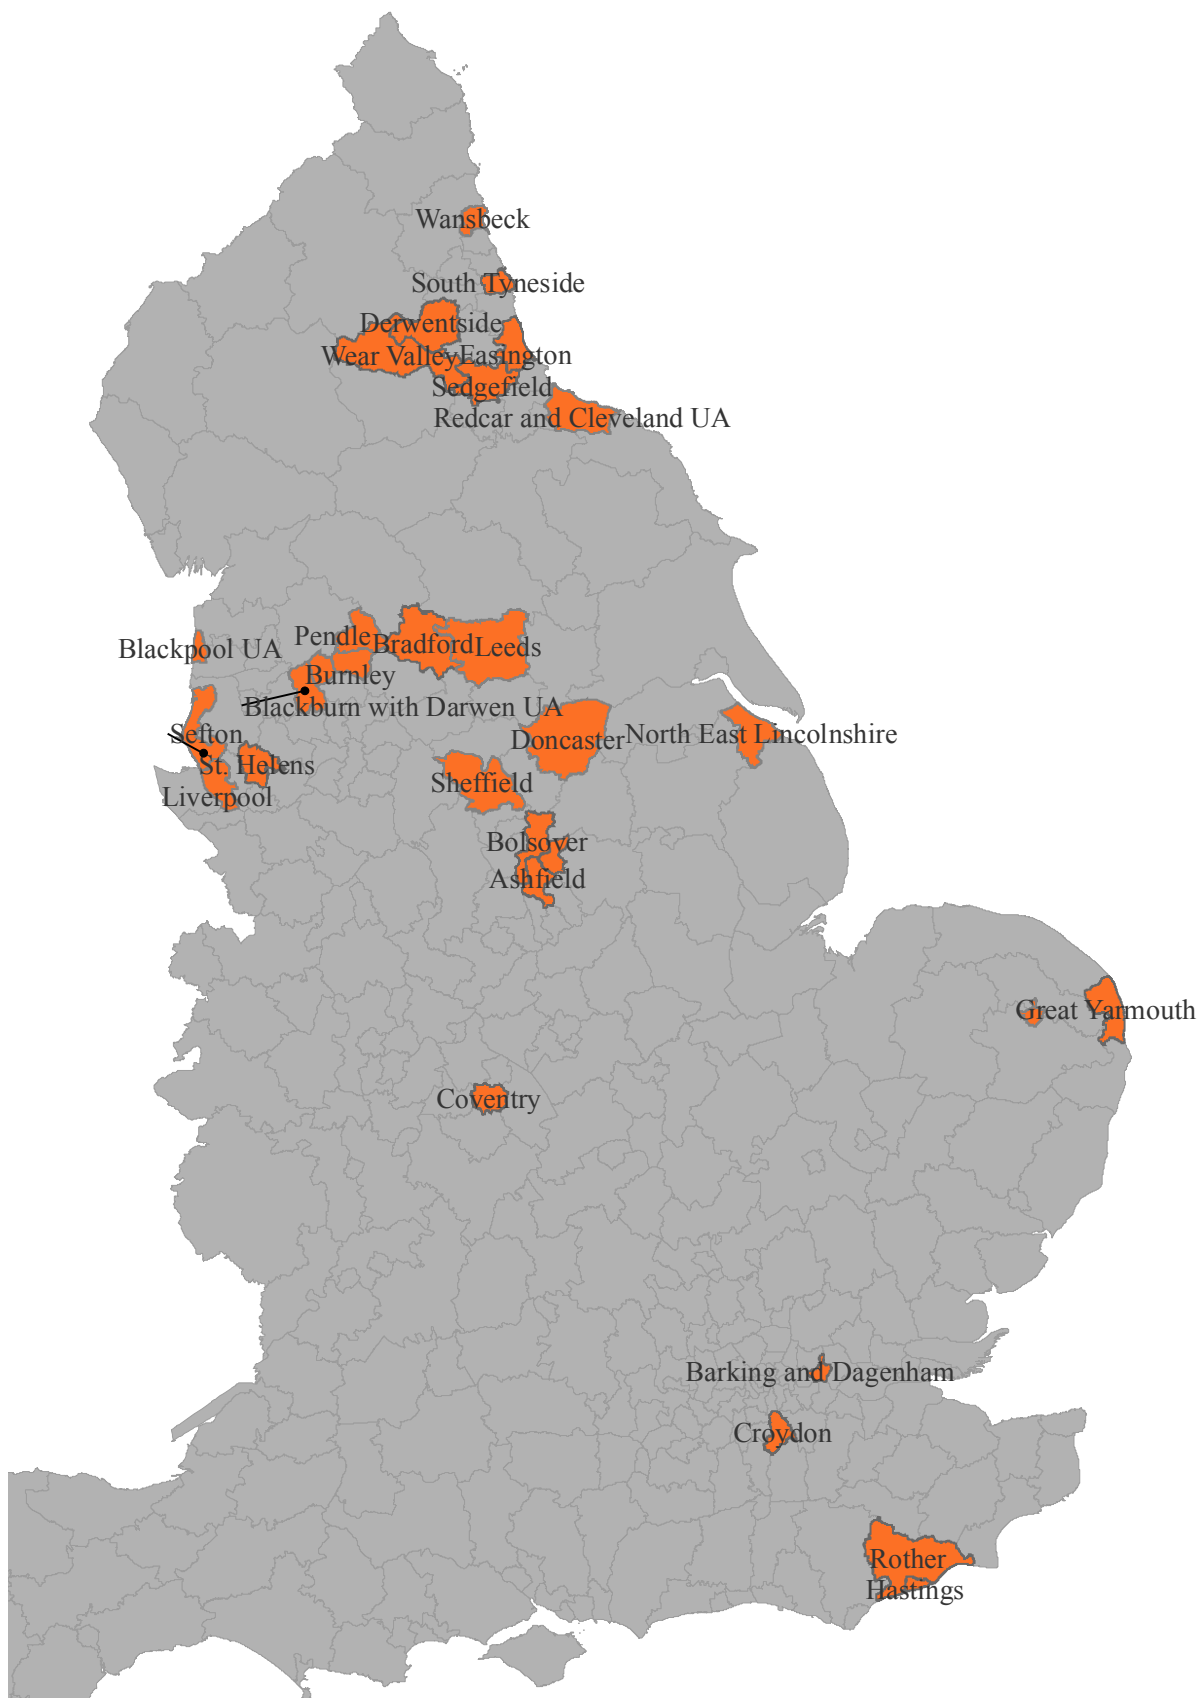 Wansbeck
South Tyneside
Derwentside
Wear Valley
Easington
Sedgefield
Redcar and Cleveland UA
Blackpool UA
Pendle
Bradford
Leeds
Burnley
Blackburn with Darwen UA
Sefton
St. Helens
Liverpool
Doncaster
North East Lincolnshire
Sheffield
Bolsover
Ashfield
Great Yarmouth
Coventry
Barking and Dagenham
Croydon
Rother
Hastings